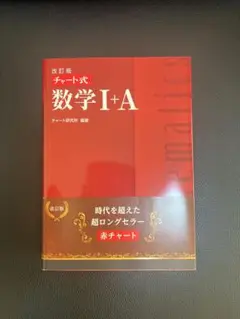 改訂版
チャート式
数学I+A
チャート研究所 編著
mathematics
時代を超えた
超ロングセラー
赤チャート
改訂版